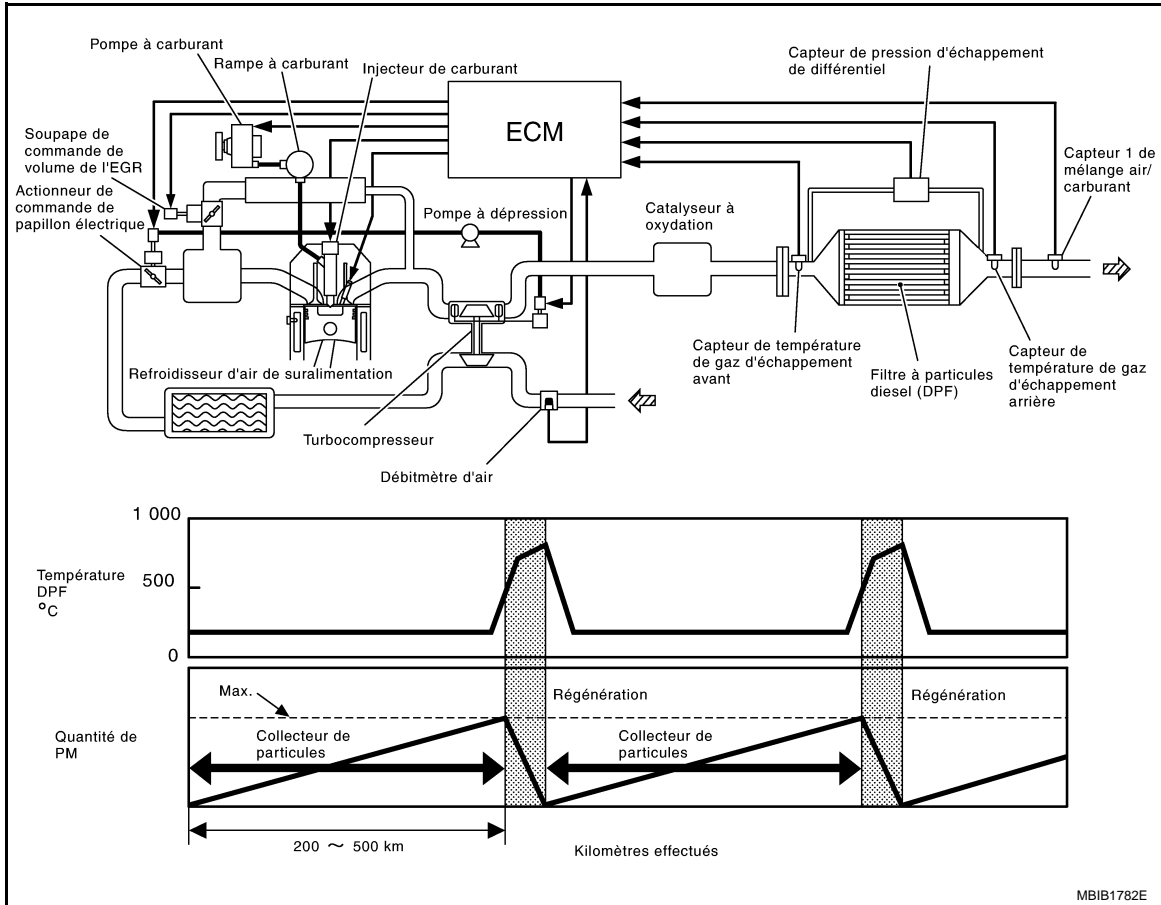 Pompe à carburant
Rampe à carburant
Injecteur de carburant
Capteur de pression d'échappement
de différentiel
Soupape de
commande de
volume de l'EGR
ECM
Capteur 1 de
mélange air/
carburant
Actionneur de
commande de
papillon électrique
Pompe à dépression
Catalyseur à
oxydation
Capteur de température
de gaz d'échappement
avant
Filtre à particules
diesel (DPF)
Capteur de
température de gaz
d'échappement
arrière
Refroidisseur d'air de suralimentation
Turbocompresseur
Débitmètre d'air
1 000
Température
DPF
°C
500
0
Max.
Régénération
Régénération
Quantité de
PM
Collecteur de
particules
Collecteur de
particules
200 ~ 500 km
Kilomètres effectués
MBIB1782E